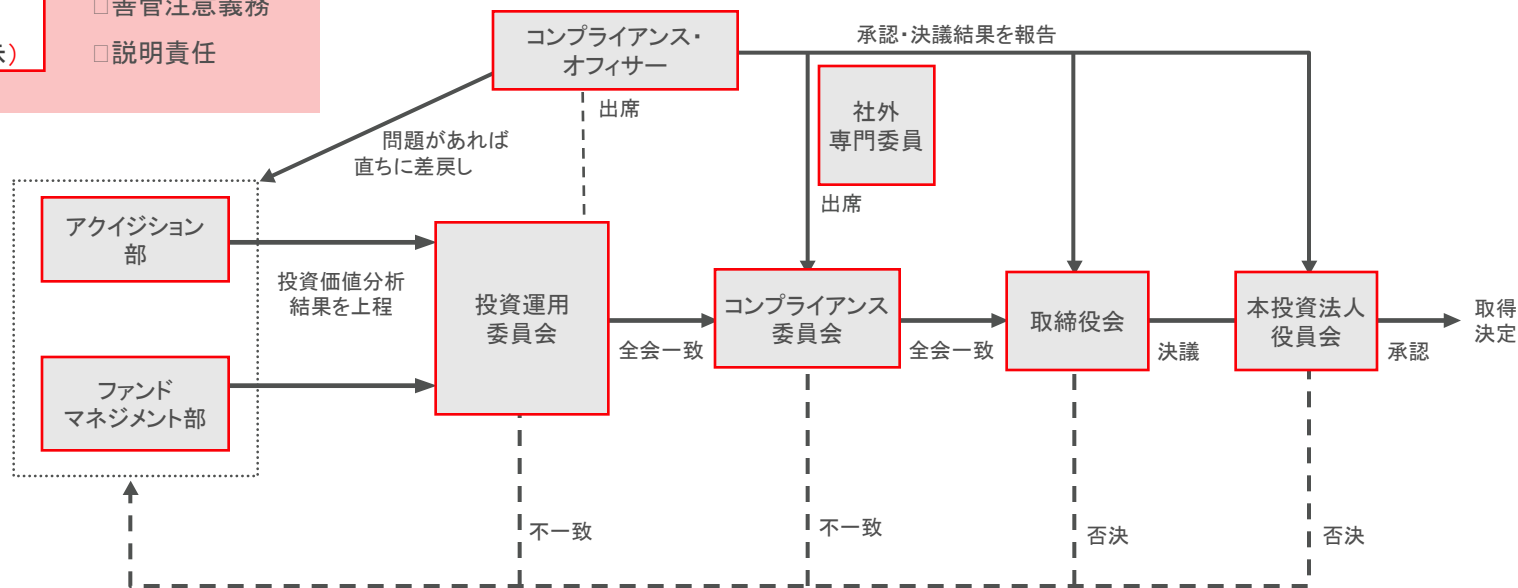 □善管注意義務
□説明責任
)
コンプライアンス・
オフィサー
承認・決議結果を報告
出席
社外
専門委員
出席
問題があれば
直ちに差戻し
アクイジション
部
投資価値分析
結果を上程
ファンド
マネジメント部
投資運用
委員会
全会一致
コンプライアンス
委員会
全会一致
取締役会
決議
本投資法人
役員会
承認
取得
決定
不一致
不一致
否決
否決